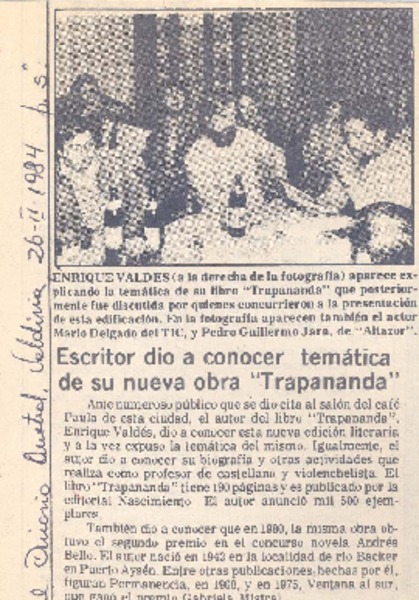 El Diario Austral, Valdivia 26-II-1984 p.5
ENRIQUE VALDES (a la derecha de la fotografía) aparece ex-
plicando la temática de su libro "Trapananda" que posterior-
mente fue discutida por quienes concurrieron a la presentación
de esta edificación. En la fotografía aparecen también el actor
Mario Delgado del TIC, y Pedro Guillermo Jara, de "Altazor".
Escritor dio a conocer temática
de su nueva obra "Trapananda"
Ante numeroso público que se dio cita al salón del café
Paula de esta ciudad, el autor del libro "Trapananda",
Enrique Valdés, dio a conocer esta nueva edición literaria
y a la vez expuso la temática del mismo. Igualmente, el
autor dio a conocer su biografía y otras actividades que
realiza como profesor de castellano y violenchelista. El
libro "Trapananda" tiene 190 páginas y es publicado por la
editorial Nascimento. El autor anunció mil 500 ejem-
plares.
También dio a conocer que en 1980, la misma obra ob-
tuvo el segundo premio en el concurso novela Andrés
Bello. El autor nació en 1943 en la localidad de río Backer
en Puerto Aysén. Entre otras publicaciones hechas por él,
figuran Permanencia, en 1968, y en 1975, Ventana al sur,
que ganó el premio Gabriela Mistral